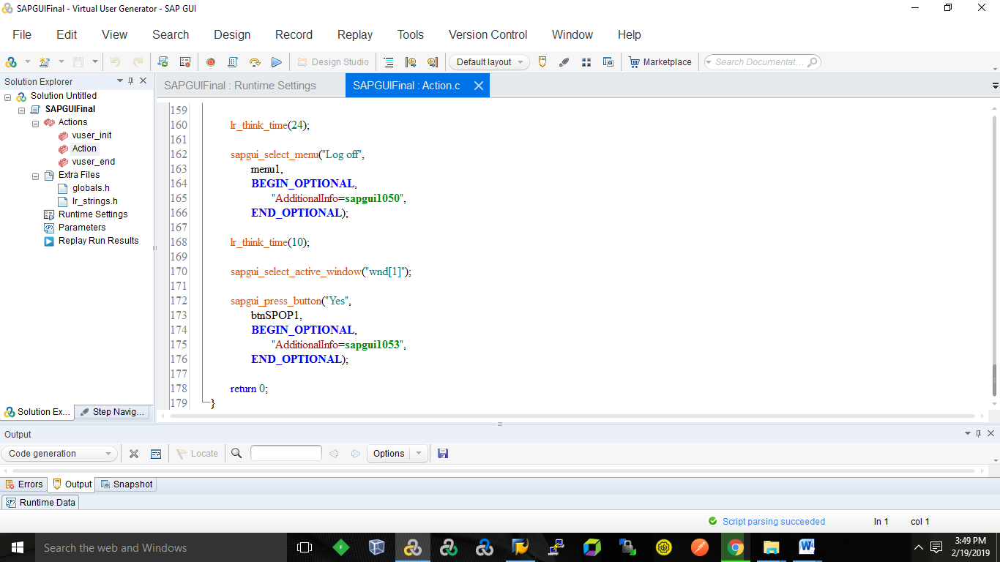 SAPGUIFinal - Virtual User Generator - SAP GUI
File Edit View Search Design Record Replay Tools Version Control Window Help
Design Studio Default layout Marketplace Search Documentat...
Solution Explorer
Solution Untitled
SAPGUIFinal
Actions
vuser_init
Action
vuser_end
Extra Files
globals.h
lr_strings.h
Runtime Settings
Parameters
Replay Run Results
Solution Ex... Step Navig...
SAPGUIFinal : Runtime Settings SAPGUIFinal : Action.c
159
160 lr_think_time(24);
161
162 sapgui_select_menu("Log off",
163 menu1,
164 BEGIN_OPTIONAL,
165 "AdditionalInfo=sapgui1050",
166 END_OPTIONAL);
167
168 lr_think_time(10);
169
170 sapgui_select_active_window("wnd[1]");
171
172 sapgui_press_button("Yes",
173 btnSPOP1,
174 BEGIN_OPTIONAL,
175 "AdditionalInfo=sapgui1053",
176 END_OPTIONAL);
177
178 return 0;
179 }
Output
Code generation Locate Options
Errors Output Snapshot
Runtime Data
Script parsing succeeded ln 1 col 1
Search the web and Windows
3:49 PM
2/19/2019